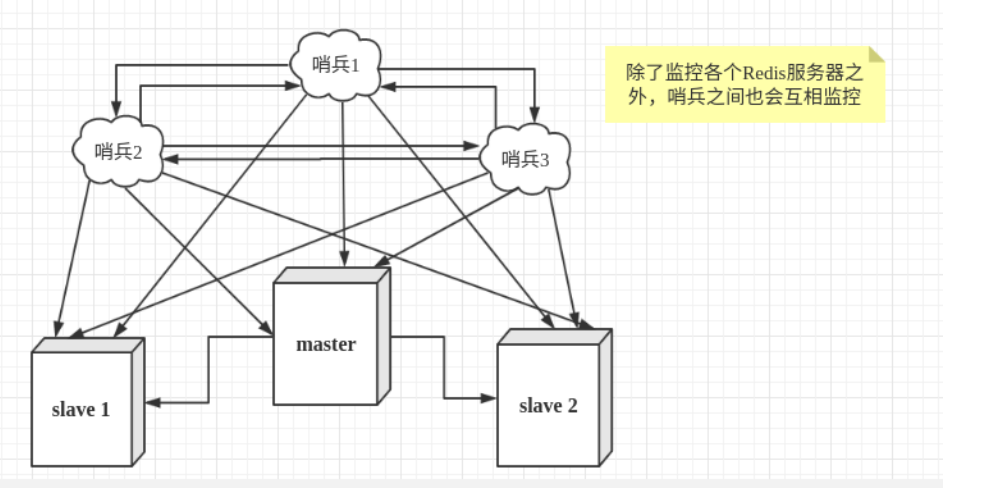 哨兵1
除了监控各个Redis服务器之
外，哨兵之间也会互相监控
哨兵2
哨兵3
master
slave 1
slave 2